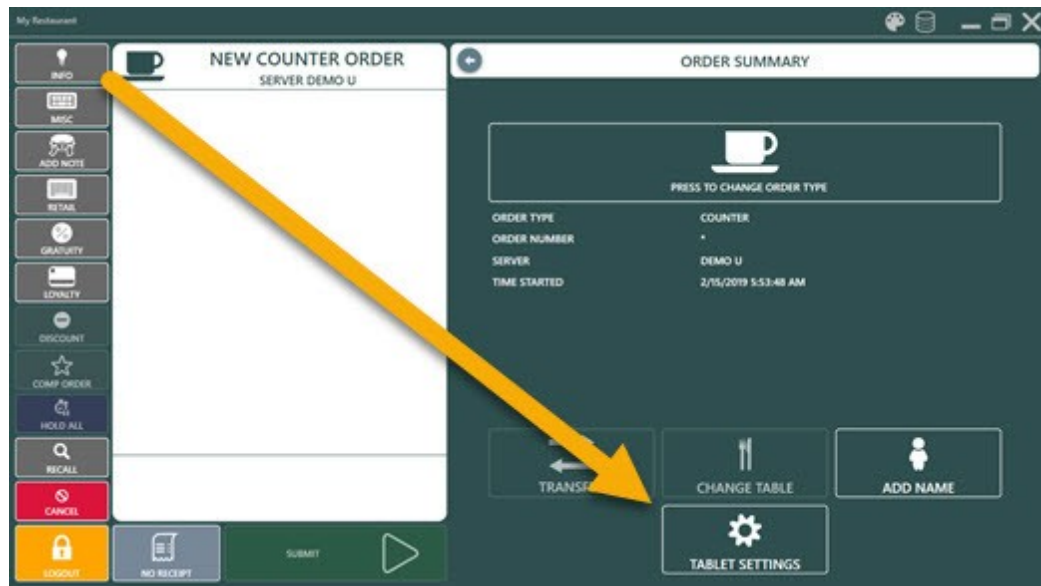 My Restaurant
INFO
MISC
ADD NOTE
RETAIL
GRATUITY
LOYALTY
DISCOUNT
COMP ORDER
HOLD ALL
RECALL
CANCEL
LOGOUT
NEW COUNTER ORDER
SERVER DEMO U
NO RECEIPT
SUBMIT
ORDER SUMMARY
PRESS TO CHANGE ORDER TYPE
ORDER TYPE COUNTER
ORDER NUMBER *
SERVER DEMO U
TIME STARTED 2/15/2019 5:53:48 AM
CHANGE TABLE
ADD NAME
TABLET SETTINGS